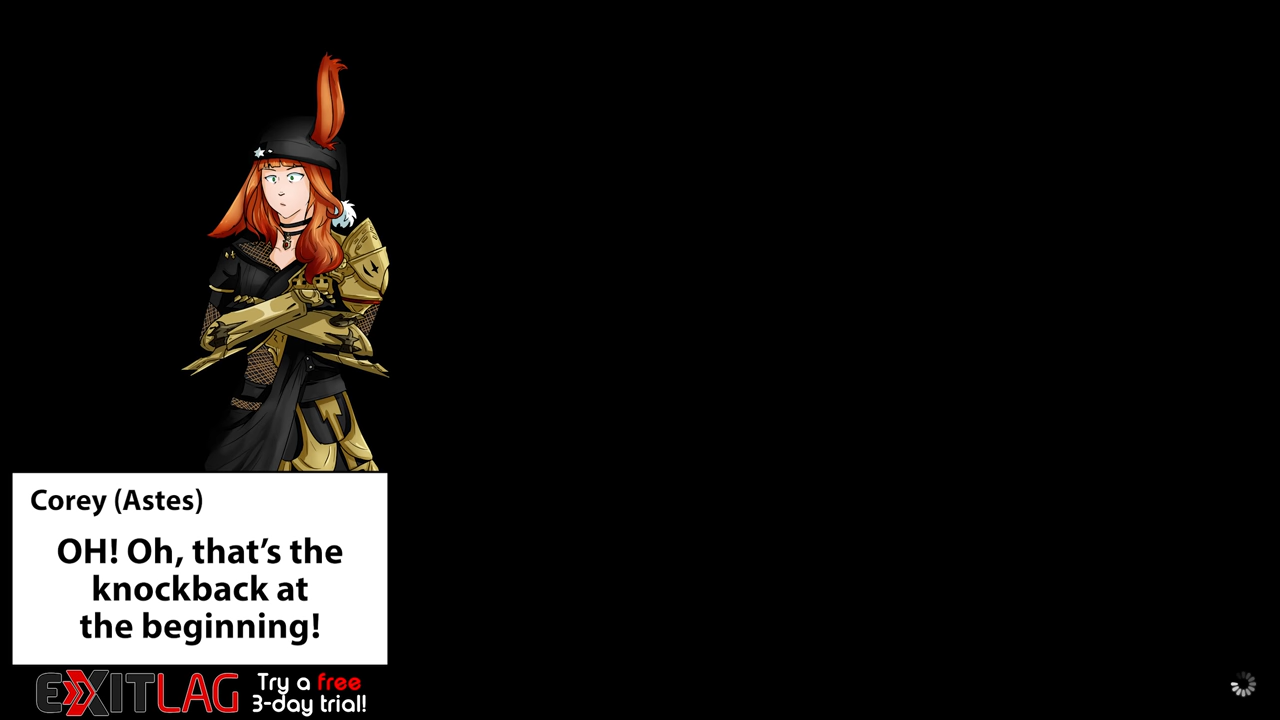 Corey (Astes)
OH! Oh, that’s the
knockback at
the beginning!
EXITLAG
Try a free
3-day trial!